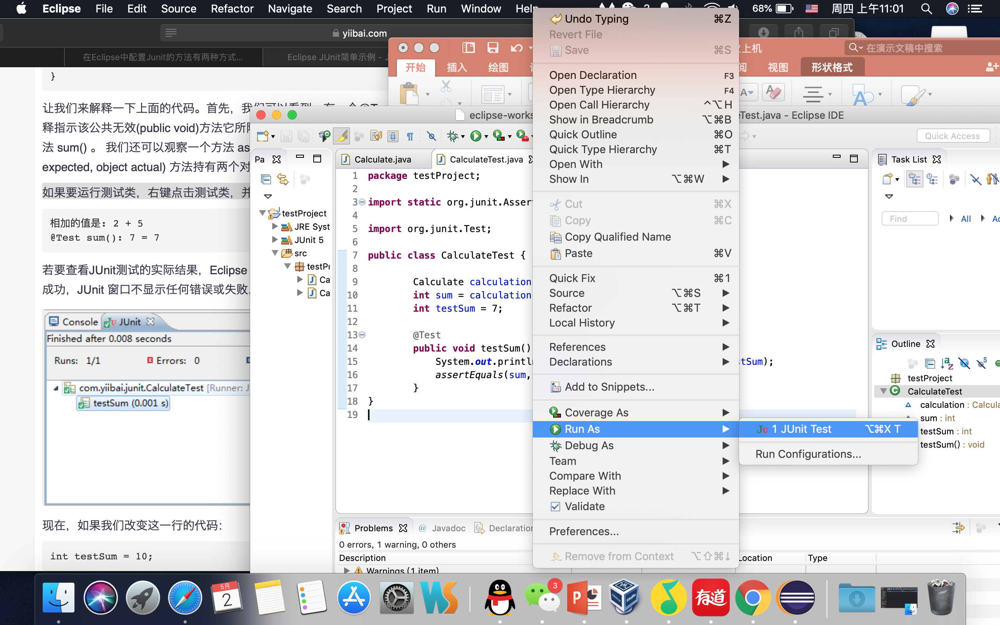 Eclipse File Edit Source Refactor Navigate Search Project Run Window Help
68% 周四 上午11:01
yiibai.com
在Eclipse中配置Junit的方法有两种方式...
Eclipse JUnit简单示例 -
}
让我们来解释一下上面的代码。首先，我们可以看到，有一个@T
释指示该公共无效(public void)方法它所
法 sum() 。 我们还可以观察一个方法 as
expected, object actual) 方法持有两个对
如果要运行测试类，右键点击测试类，并
相加的值是: 2 + 5
@Test sum(): 7 = 7
若要查看JUnit测试的实际结果，Eclipse
成功，JUnit 窗口不显示任何错误或失败，
Console JUnit
Finished after 0.008 seconds
Runs: 1/1 Errors: 0
com.yiibai.junit.CalculateTest [Runner: J
testSum (0.001 s)
现在，如果我们改变这一行的代码：
int testSum = 10;
上机
在演示文稿中搜索
开始 插入 绘图 阅 视图 形状格式
eclipse-works
eTest.java - Eclipse IDE
Quick Access
Pa
testProject
JRE Syst
JUnit 5
src
testPr
Ca
Ca
Calculate.java CalculateTest.java
1 package testProject;
2
3 import static org.junit.Assert
4
5 import org.junit.Test;
6
7 public class CalculateTest {
8
9 Calculate calculation
10 int sum = calculation
11 int testSum = 7;
12
13 @Test
14 public void testSum()
15 System.out.println tSum);
16 assertEquals(sum,
17 }
18 }
19
Undo Typing ⌘Z
Revert File
Save ⌘S
Open Declaration F3
Open Type Hierarchy F4
Open Call Hierarchy ^⌥H
Show in Breadcrumb ⌥⌘B
Quick Outline ⌘O
Quick Type Hierarchy ⌘T
Open With
Show In ⌥⌘W
Cut ⌘X
Copy ⌘C
Copy Qualified Name
Paste ⌘V
Quick Fix ⌘1
Source ⌥⌘S
Refactor ⌥⌘T
Local History
References
Declarations
Add to Snippets...
Coverage As
Run As
Debug As
Team
Compare With
Replace With
Validate
Preferences...
Remove from Context ⌥⇧⌘↓
1 JUnit Test ⌥⌘X T
Run Configurations...
Task List
Find All Ac
Outline
testProject
CalculateTest
calculation : Calcula
sum : int
testSum : int
testSum() : void
Problems @ Javadoc Declaration
0 errors, 1 warning, 0 others
Description Location Type
Warnings (1 item)
5月
2
WS
3
P
有道